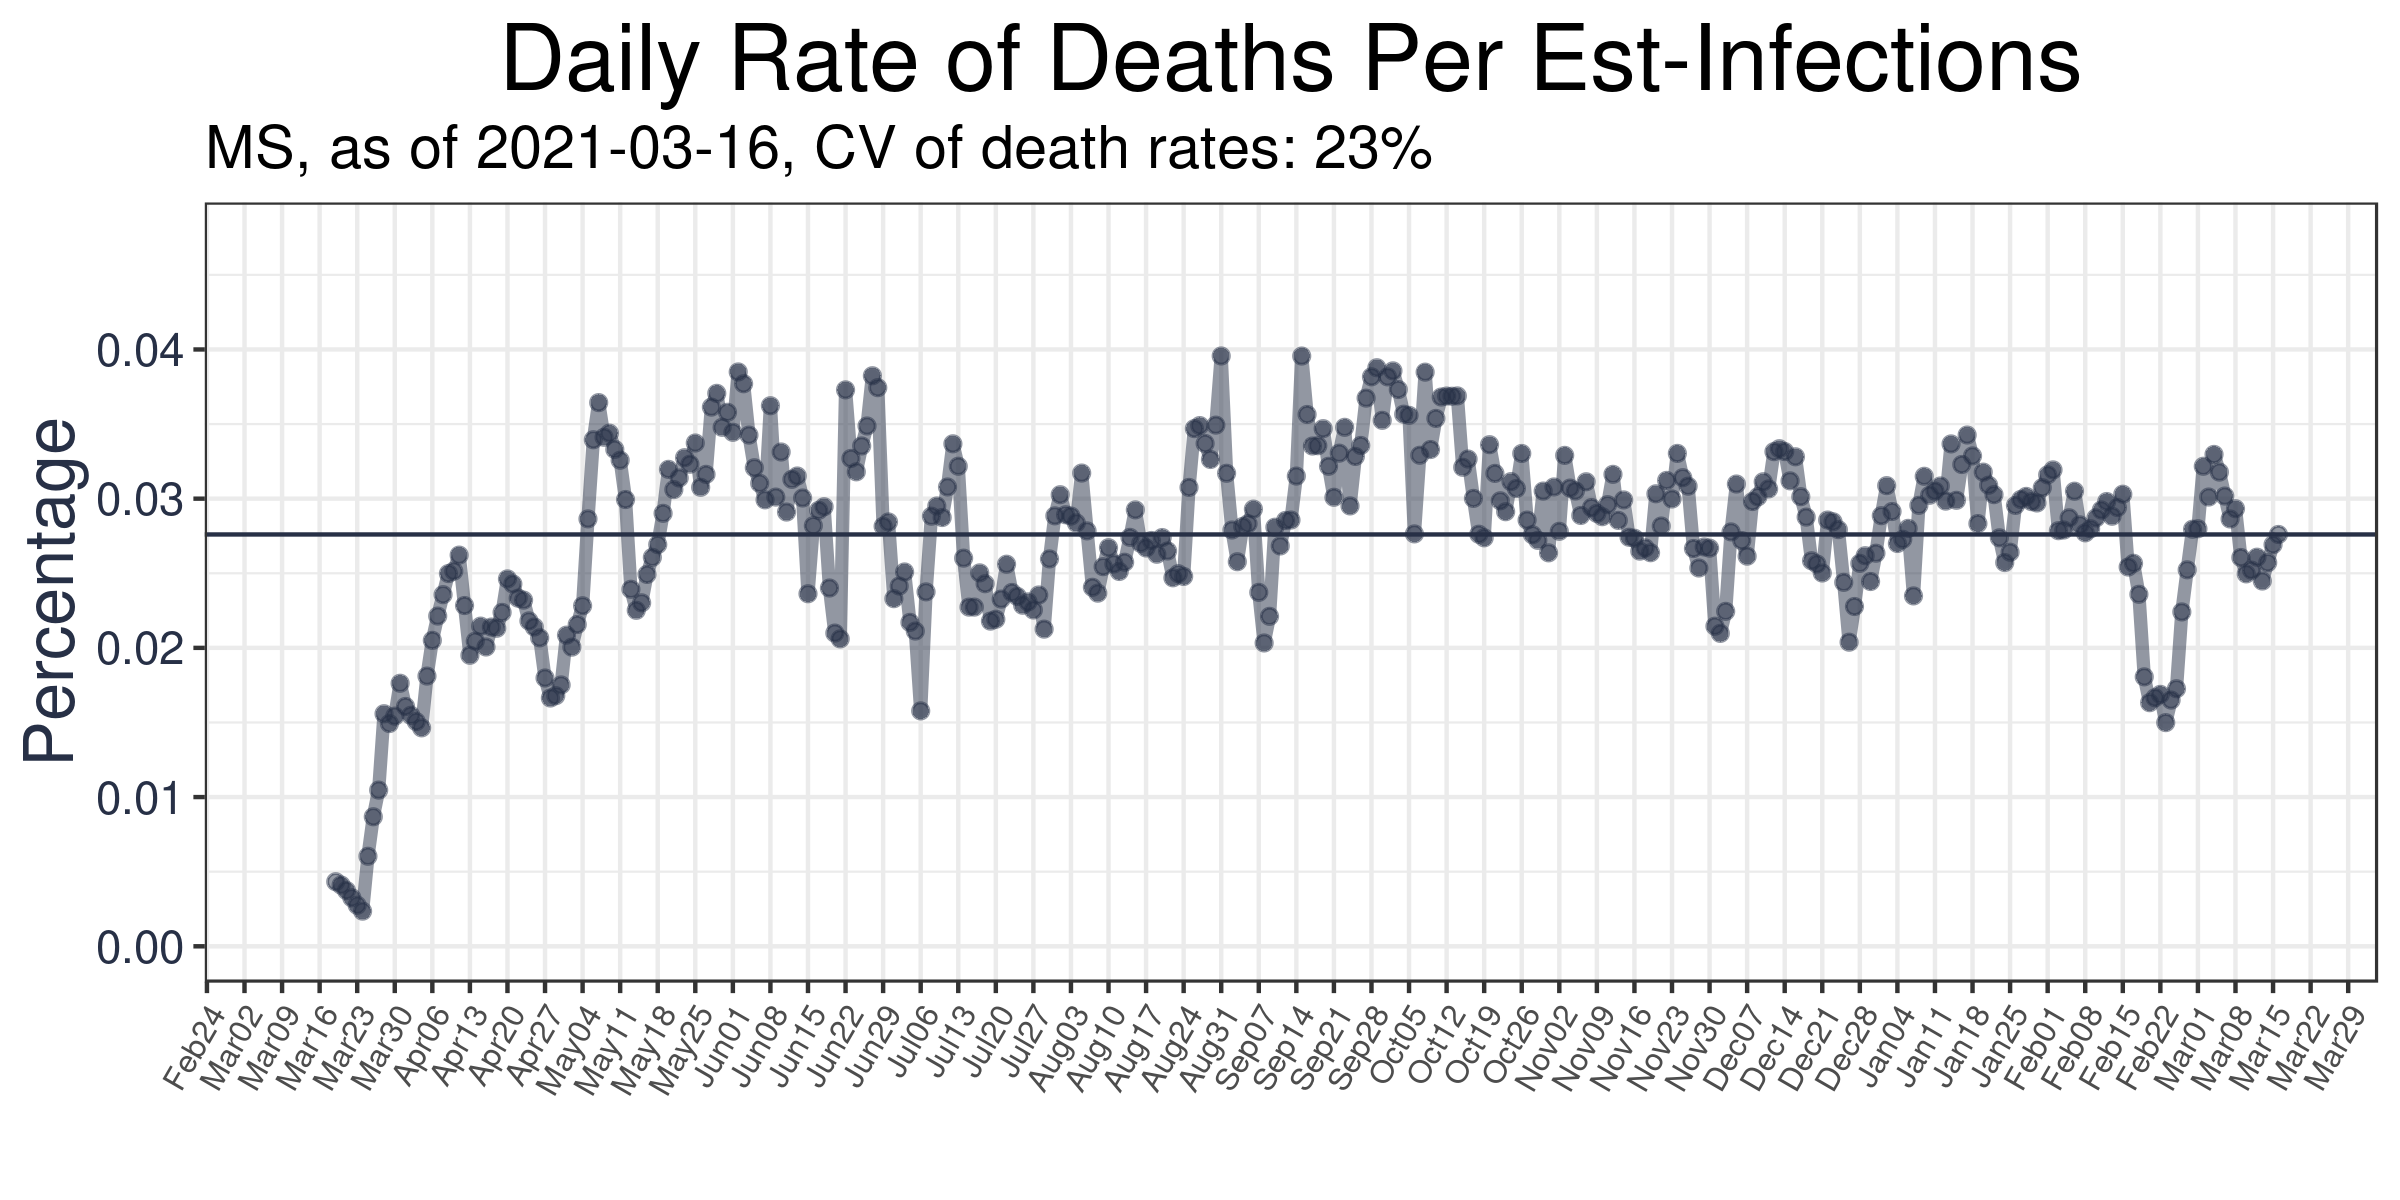 Daily Rate of Deaths Per Est-Infections
MS, as of 2021-03-16, CV of death rates: 23%
Percentage
0.04
0.03
0.02
0.01
0.00
Feb24
Mar02
Mar09
Mar16
Mar23
Mar30
Apr06
Apr13
Apr20
Apr27
May04
May11
May18
May25
Jun01
Jun08
Jun15
Jun22
Jun29
Jul06
Jul13
Jul20
Jul27
Aug03
Aug10
Aug17
Aug24
Aug31
Sep07
Sep14
Sep21
Sep28
Oct05
Oct12
Oct19
Oct26
Nov02
Nov09
Nov16
Nov23
Nov30
Dec07
Dec14
Dec21
Dec28
Jan04
Jan11
Jan18
Jan25
Feb01
Feb08
Feb15
Feb22
Mar01
Mar08
Mar15
Mar22
Mar29